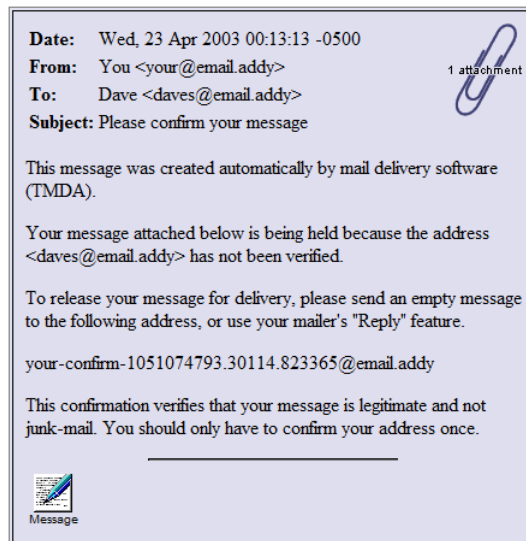 Date: Wed, 23 Apr 2003 00:13:13 -0500
From: You <your@email.addy>
1 attachment
To: Dave <daves@email.addy>
Subject: Please confirm your message
This message was created automatically by mail delivery software
(TMDA).
Your message attached below is being held because the address
<daves@email.addy> has not been verified.
To release your message for delivery, please send an empty message
to the following address, or use your mailer's "Reply" feature.
your-confirm-1051074793.30114.823365@email.addy
This confirmation verifies that your message is legitimate and not
junk-mail. You should only have to confirm your address once.
Message